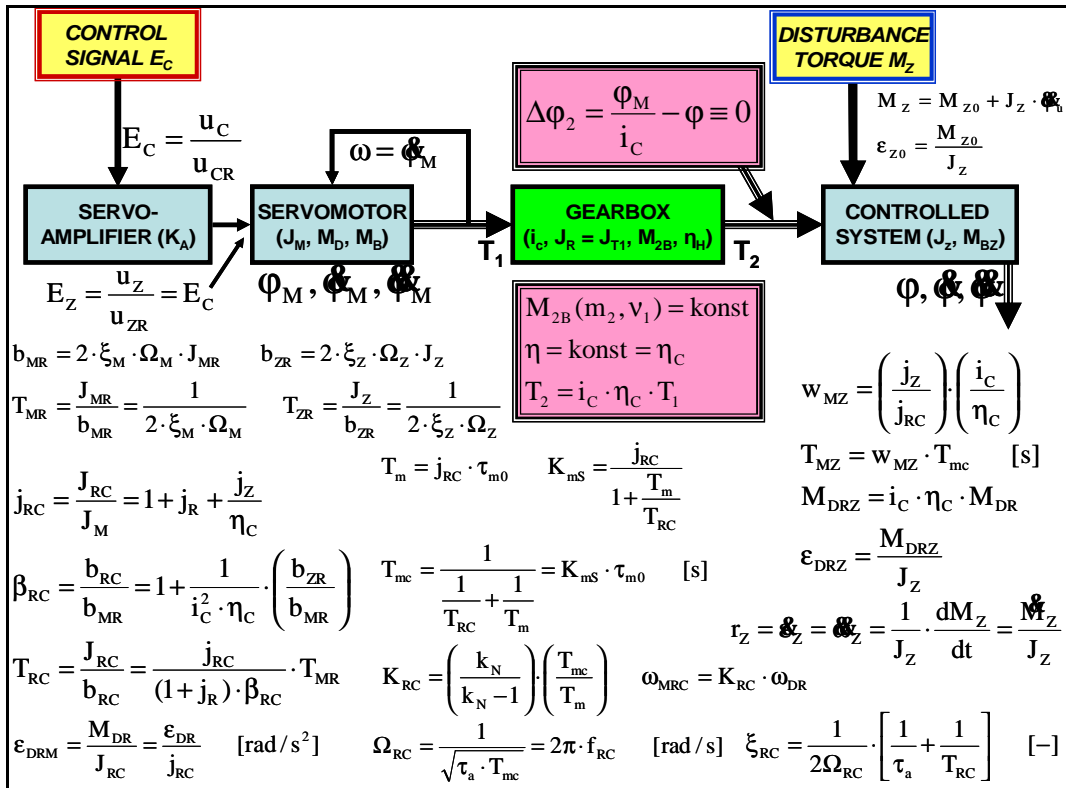 CONTROL
SIGNAL E_C
DISTURBANCE
TORQUE M_Z
E_C = u_C / u_CR
ω = φ&_M
Δφ_2 = φ_M / i_C − φ ≡ 0
M_Z = M_Z0 + J_Z ·
ε_Z0 = M_Z0 / J_Z
SERVO-
AMPLIFIER (K_A)
SERVOMOTOR
(J_M, M_D, M_B)
GEARBOX
(i_c, J_R = J_T1, M_2B, η_H)
CONTROLLED
SYSTEM (J_z, M_BZ)
T_1
T_2
E_Z = u_Z / u_ZR = E_C
φ_M, φ&_M, φ&&_M
φ, φ&, φ&&
M_2B (m_2, ν_1) = konst
η = konst = η_C
T_2 = i_C · η_C · T_1
b_MR = 2 · ξ_M · Ω_M · J_MR
b_ZR = 2 · ξ_Z · Ω_Z · J_Z
T_MR = J_MR / b_MR = 1 / (2 · ξ_M · Ω_M)
T_ZR = J_Z / b_ZR = 1 / (2 · ξ_Z · Ω_Z)
w_MZ = (j_Z / j_RC) · (i_C / η_C)
T_m = j_RC · τ_m0
K_mS = j_RC / (1 + T_m / T_RC)
T_MZ = w_MZ · T_mc [s]
j_RC = J_RC / J_M = 1 + j_R + j_Z / η_C
M_DRZ = i_C · η_C · M_DR
β_RC = b_RC / b_MR = 1 + 1 / (i_C^2 · η_C) · (b_ZR / b_MR)
T_mc = 1 / (1 / T_RC + 1 / T_m) = K_mS · τ_m0 [s]
ε_DRZ = M_DRZ / J_Z
r_Z = ε&_Z = = 1 / J_Z · dM_Z / dt = M&_Z / J_Z
T_RC = J_RC / b_RC = j_RC / ((1 + j_R) · β_RC) · T_MR
K_RC = (k_N / (k_N − 1)) · (T_mc / T_m)
ω_MRC = K_RC · ω_DR
ε_DRM = M_DR / J_RC = ε_DR / j_RC [rad/s^2]
Ω_RC = 1 / √(τ_a · T_mc) = 2π · f_RC [rad/s]
ξ_RC = 1 / (2Ω_RC) · [1 / τ_a + 1 / T_RC] [−]